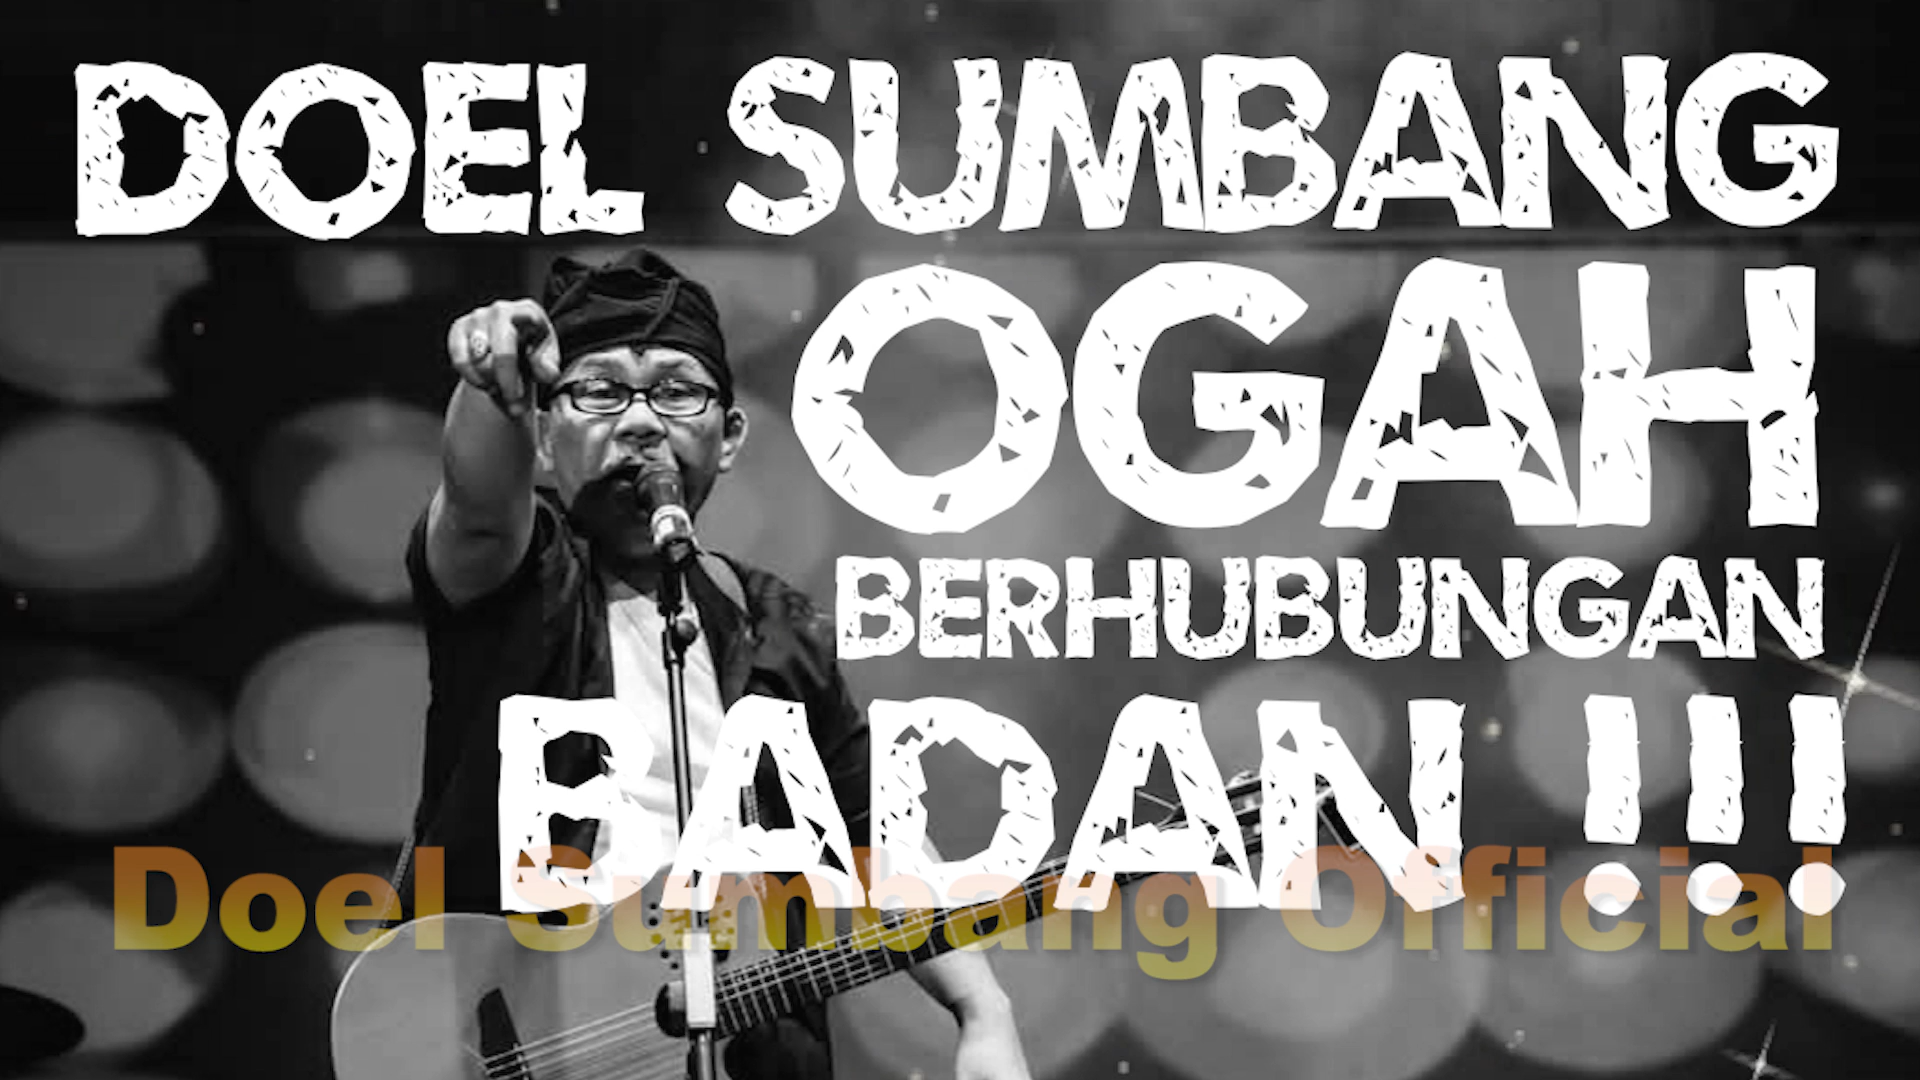 DOEL SUMBANG
OGAH
BERHUBUNGAN
BADAN !!!
Doel Sumbang Official